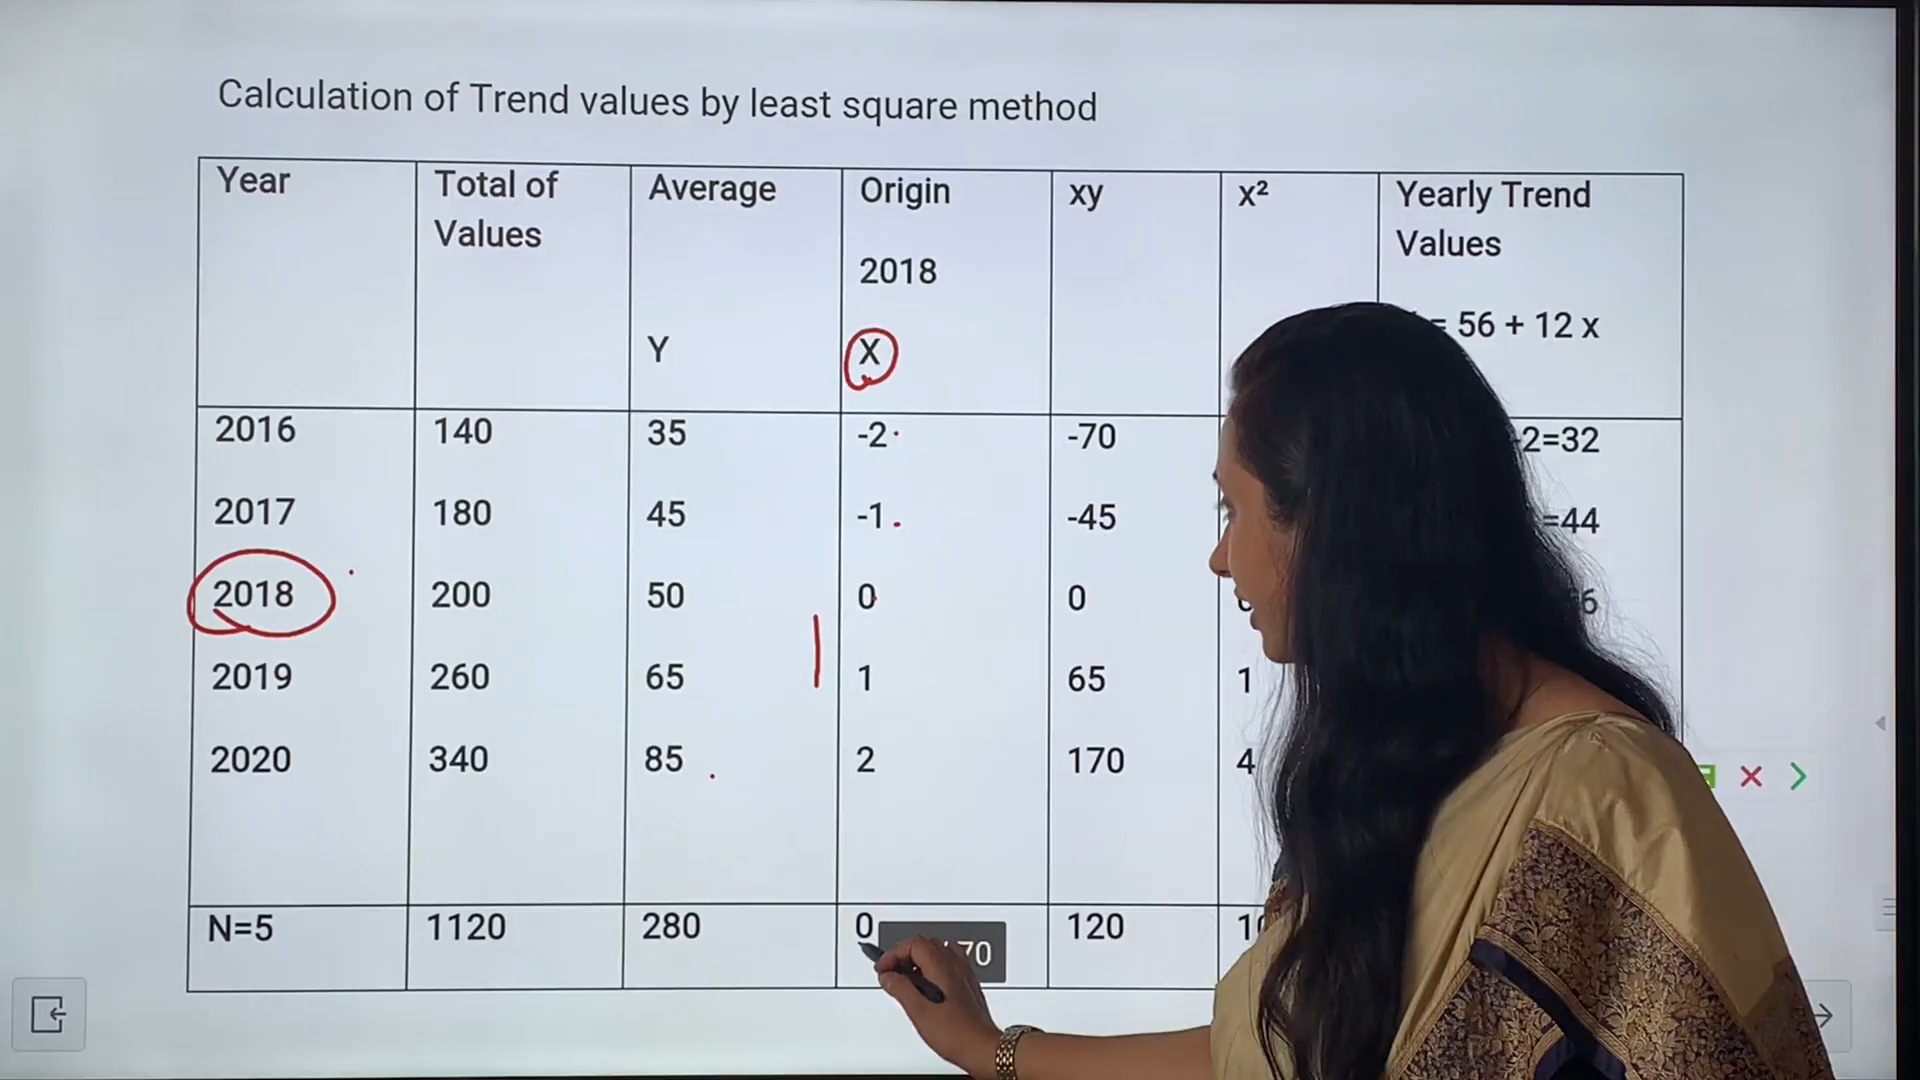 Calculation of Trend values by least square method
Year Total of Values Average Y Origin 2018 X xy x² Yearly Trend Values = 56 + 12 x
2016 140 35 -2 -70 2=32
2017 180 45 -1 -45 =44
2018 200 50 0 0 6
2019 260 65 1 65 1
2020 340 85 2 170 4
N=5 1120 280 0 120
70